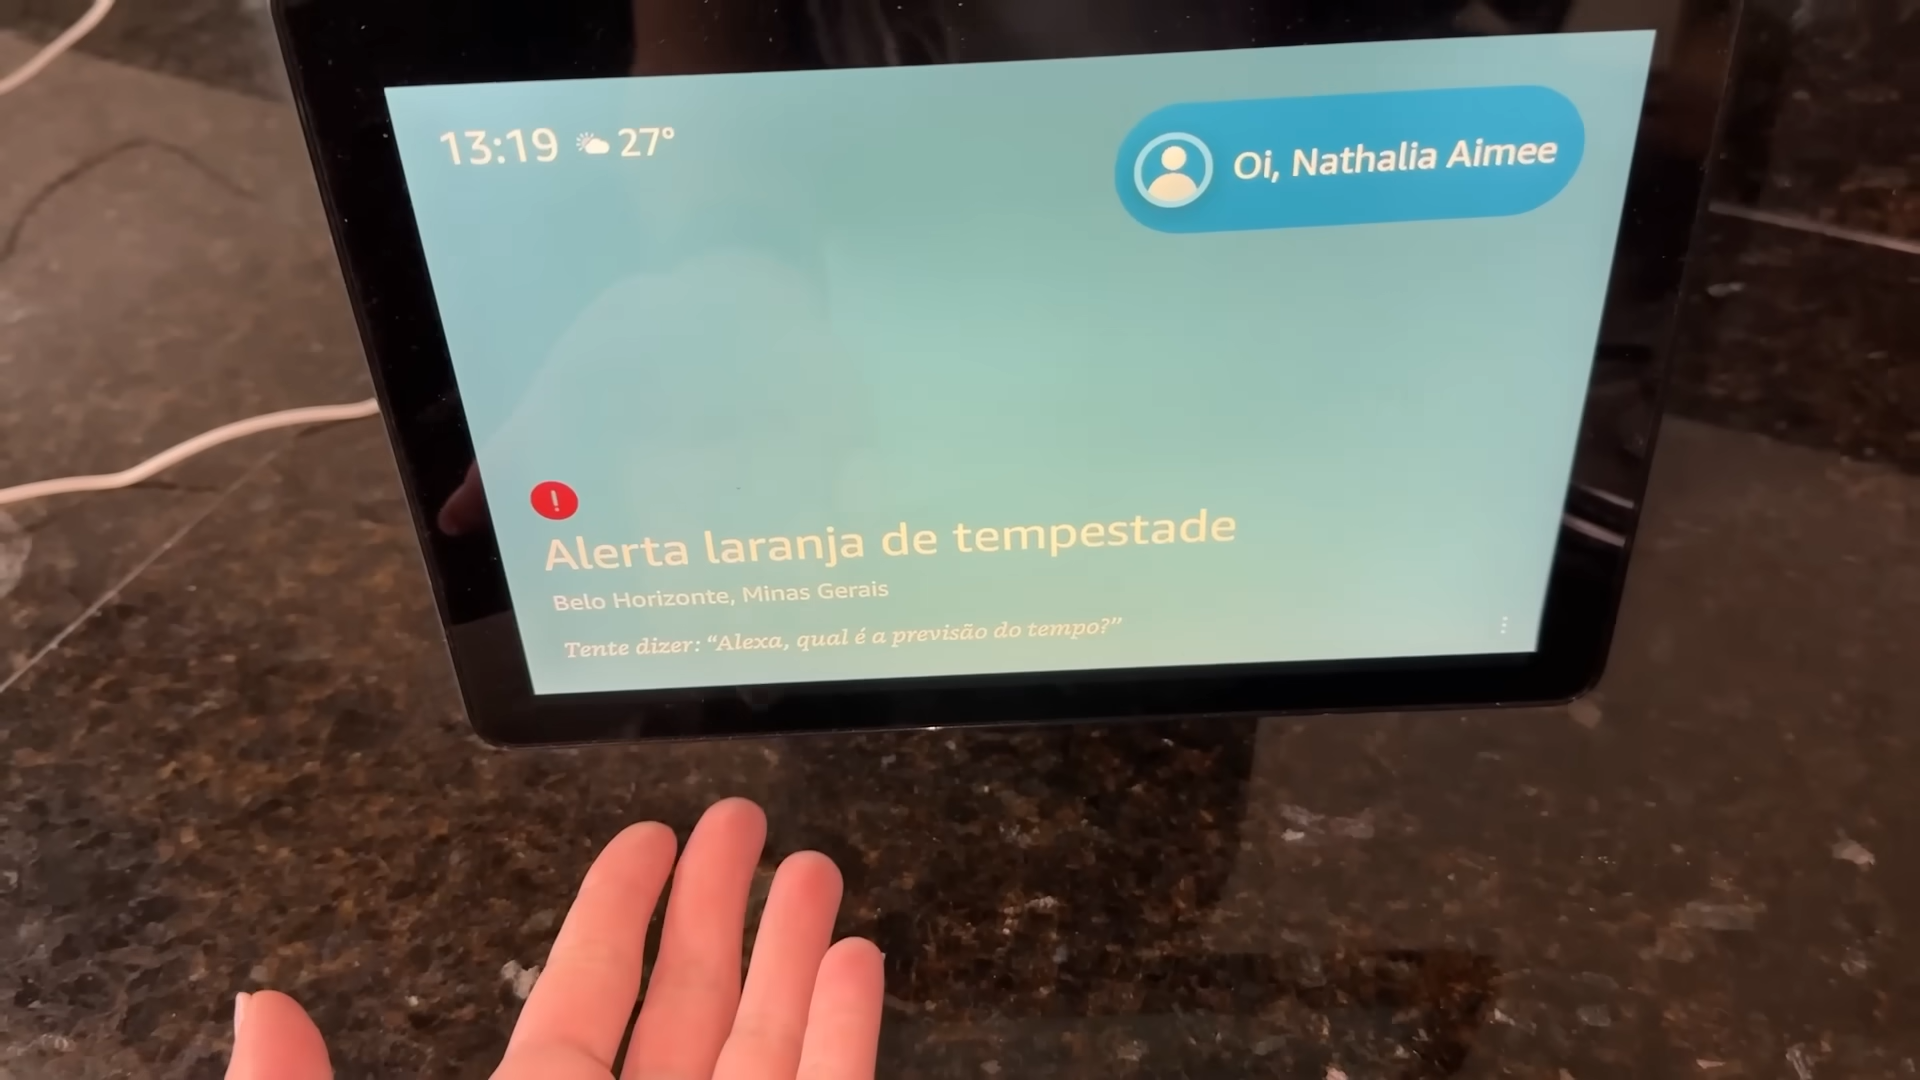 13:19 27°
Oi, Nathalia Aimee
!
Alerta laranja de tempestade
Belo Horizonte, Minas Gerais
Tente dizer: “Alexa, qual é a previsão do tempo?”